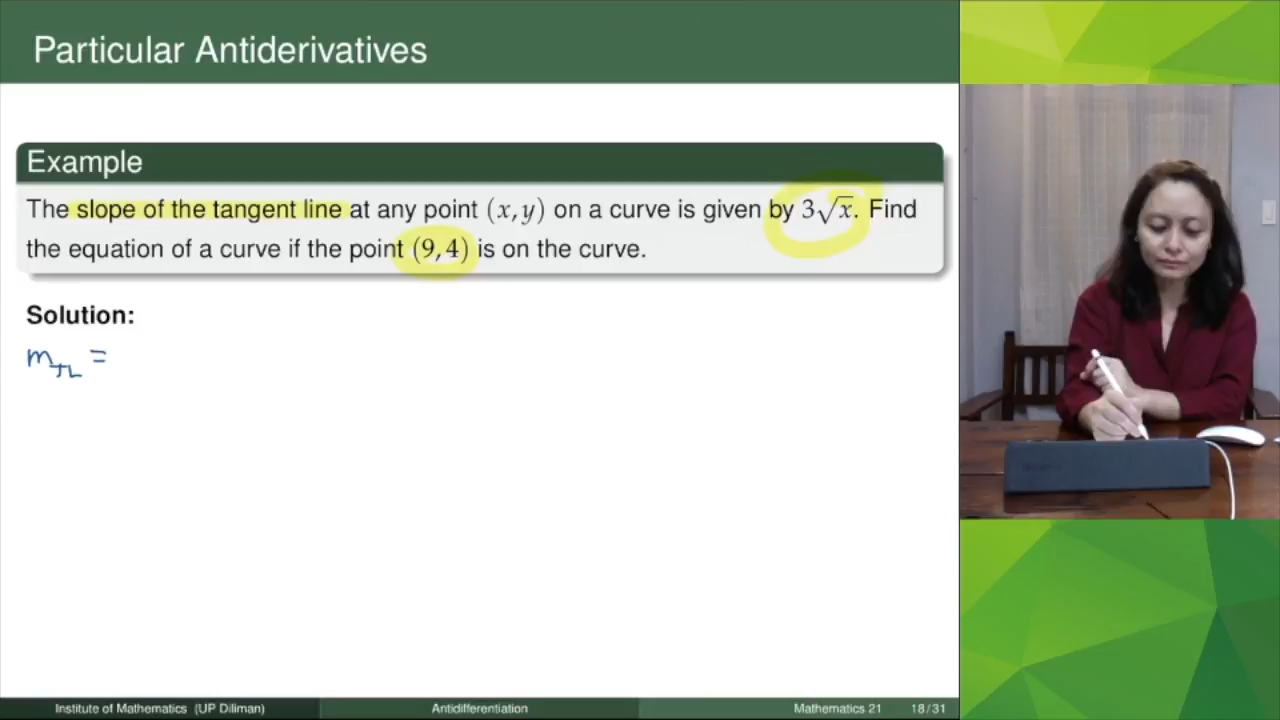 Particular Antiderivatives
Example
The slope of the tangent line at any point (x, y) on a curve is given by 3√x. Find
the equation of a curve if the point (9, 4) is on the curve.
Solution:
m_TL =
Institute of Mathematics (UP Diliman) Antidifferentiation Mathematics 21 18/31